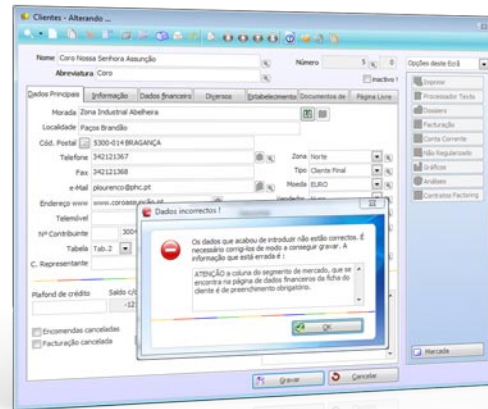 Clientes - Alterando ...
Nome Coro Nossa Senhora Assunção
Número 5 0
Abreviatura Coro
Inactivo !
Opções deste Ecrã
Dados Principais Informação Dados financeiro Diversos Estabelecimento Documentos de Página Livre
Morada Zona Industrial Abelheira
Localidade Paços Brandão
Cód. Postal 5300-014 BRAGANÇA
Telefone 342121367
Zona Norte
Fax 342121368
Tipo Cliente Final
e-Mail plourenco@phc.pt
Moeda EURO
Endereço www
Telemóvel
Nº Contribuinte
Tabela Tab.2
C. Representante
Plafond de crédito
Encomendas canceladas
Facturação cancelada
Dados incorrectos !
Os dados que acabou de introduzir não estão correctos. É
necessário corrigi-los de modo a conseguir gravar. A
informação que está errada é :
ATENÇÃO a coluna do segmento de mercado, que se
encontra na página de dados financeiros da ficha do
cliente é de preenchimento obrigatório.
OK
Imprimir
Processador Texto
Dossiers
Facturação
Conta Corrente
Não Regularizado
Gráficos
Análises
Contratos Factoring
Morada
Gravar
Cancelar